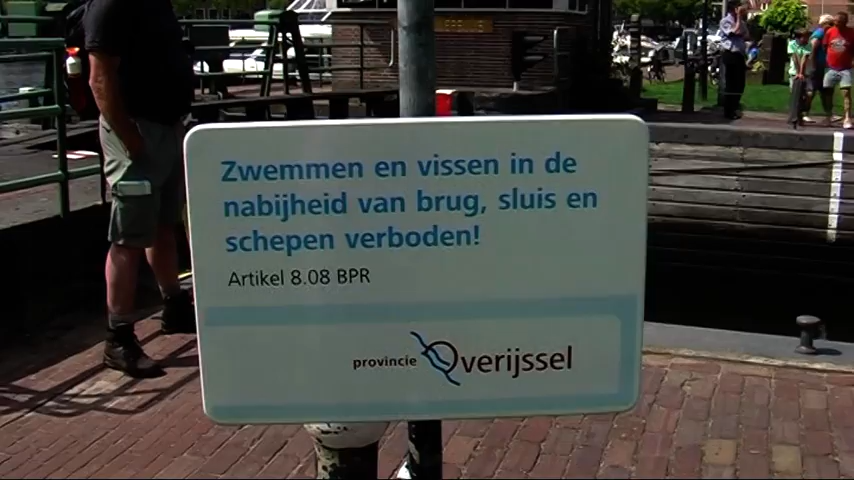 Zwemmen en vissen in de
nabijheid van brug, sluis en
schepen verboden!
Artikel 8.08 BPR
provincie Overijssel